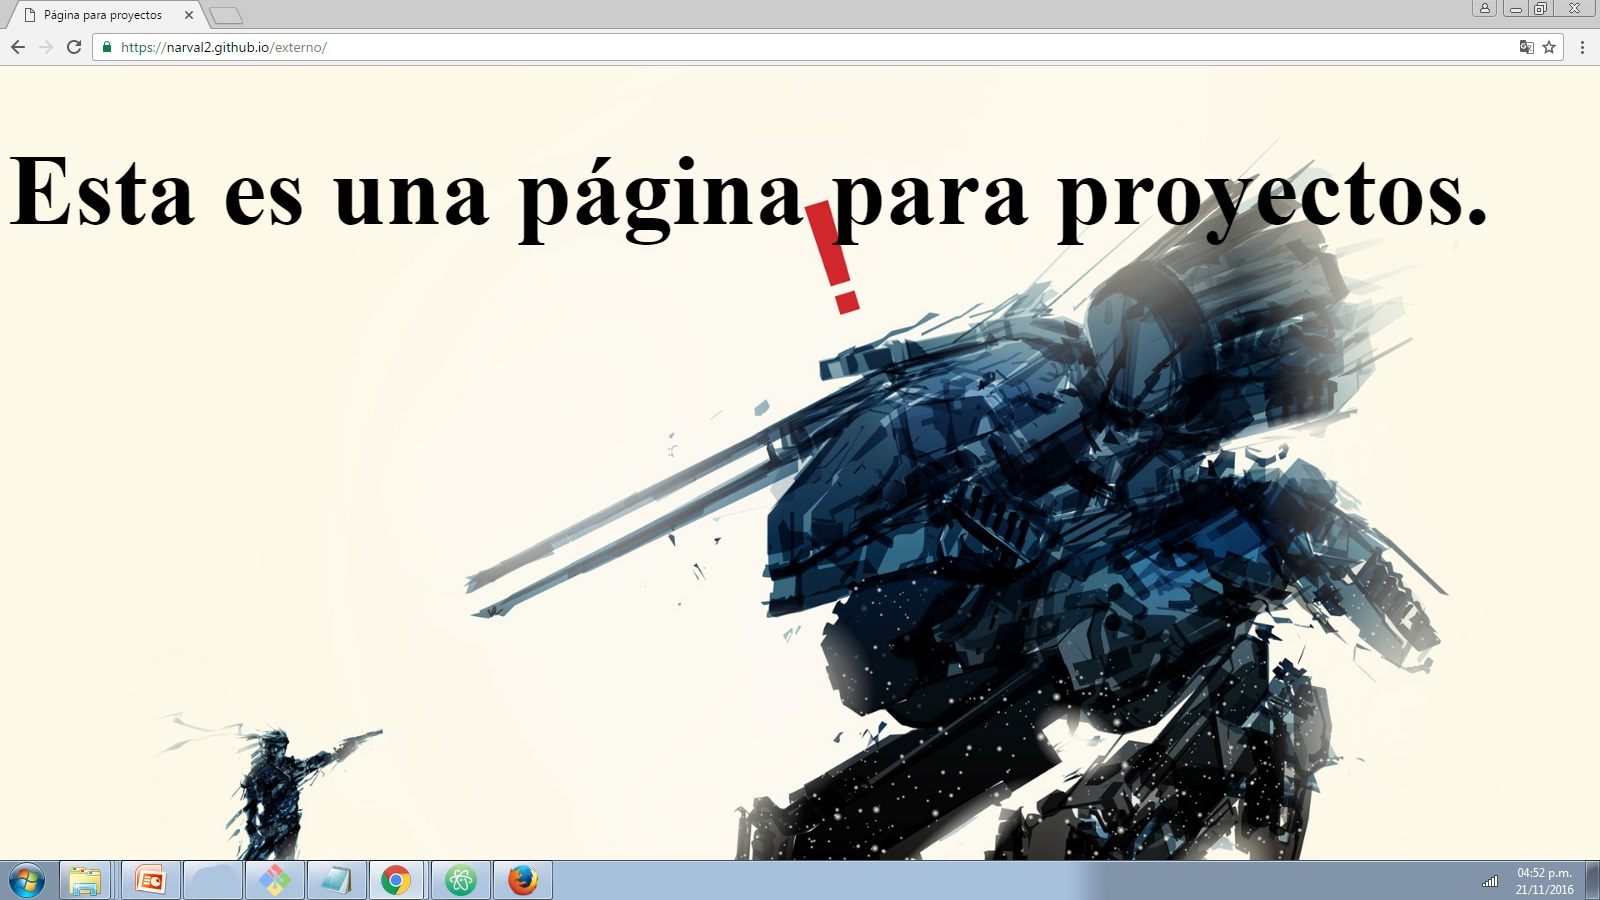 Página para proyectos
https://narval2.github.io/externo/
Esta es una página para proyectos.
!
04:52 p.m.
21/11/2016